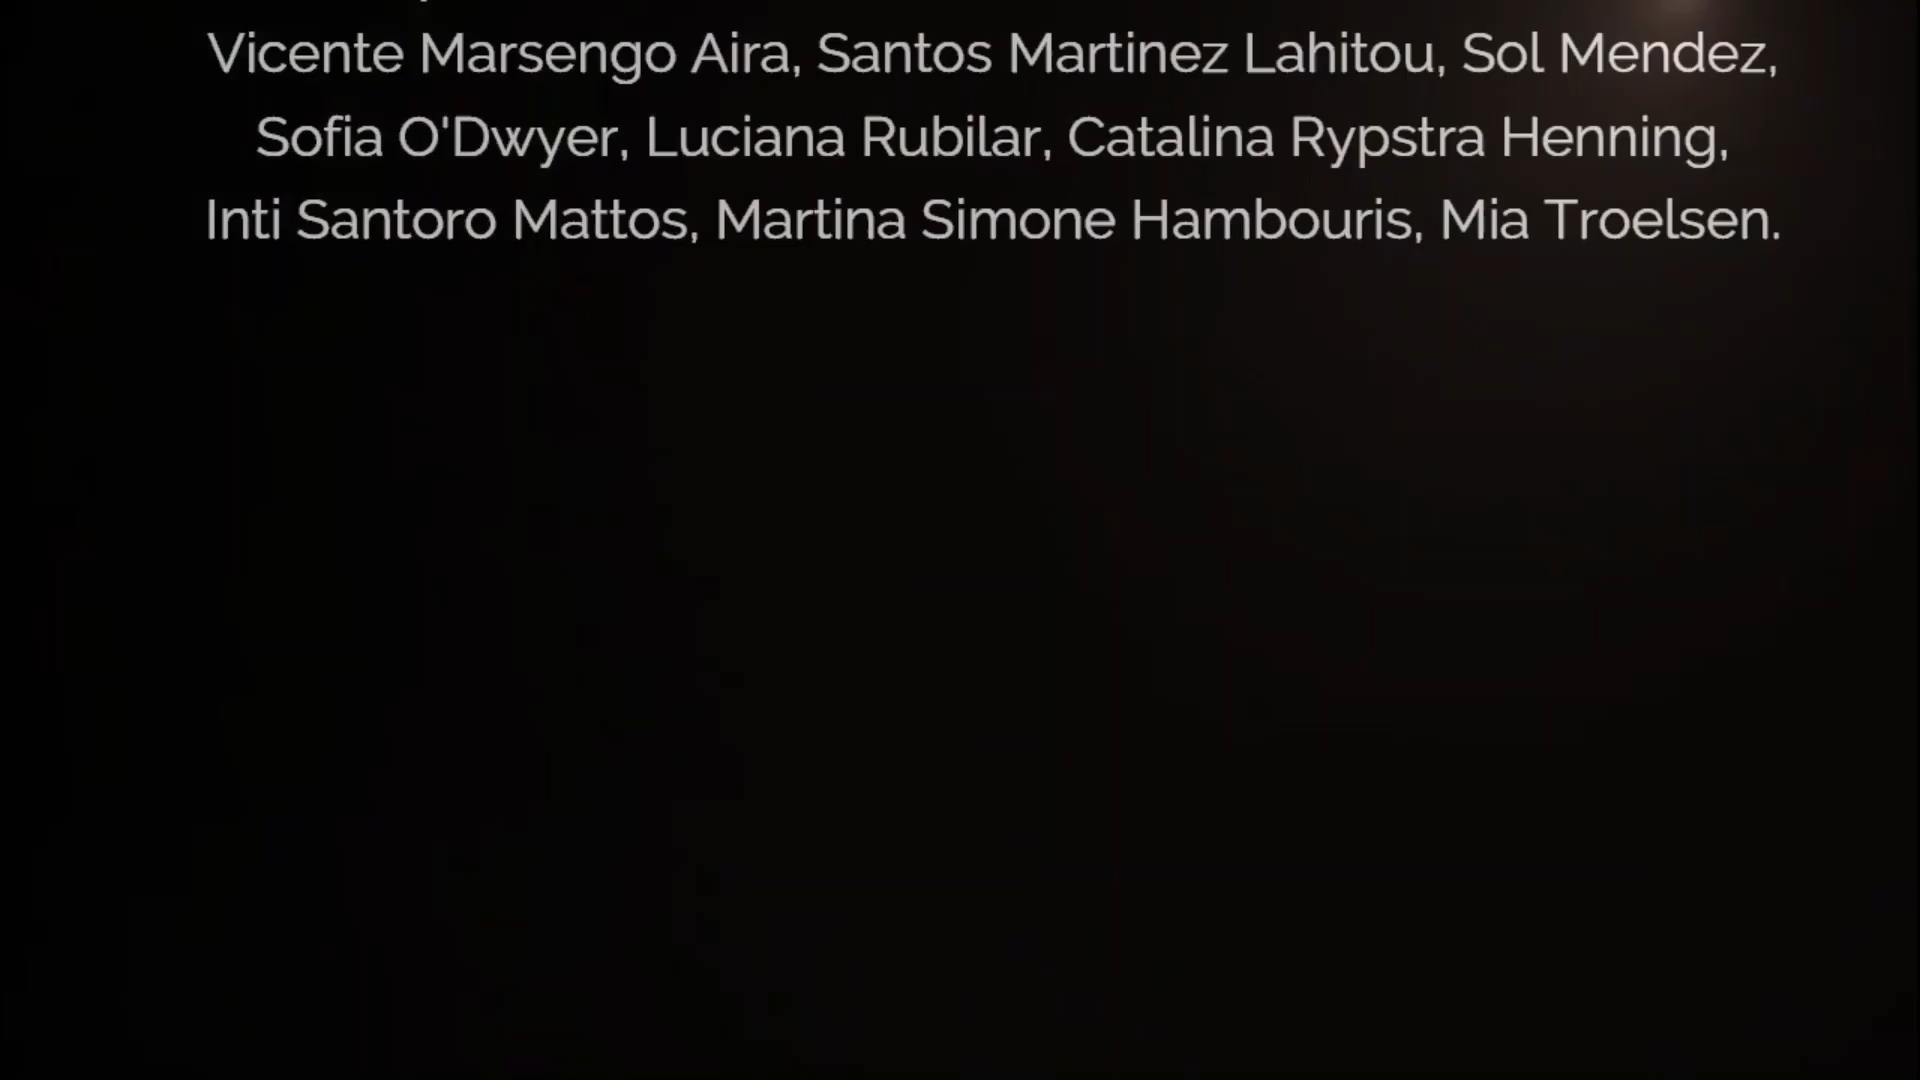 Vicente Marsengo Aira, Santos Martinez Lahitou, Sol Mendez,
Sofia O'Dwyer, Luciana Rubilar, Catalina Rypstra Henning,
Inti Santoro Mattos, Martina Simone Hambouris, Mia Troelsen.